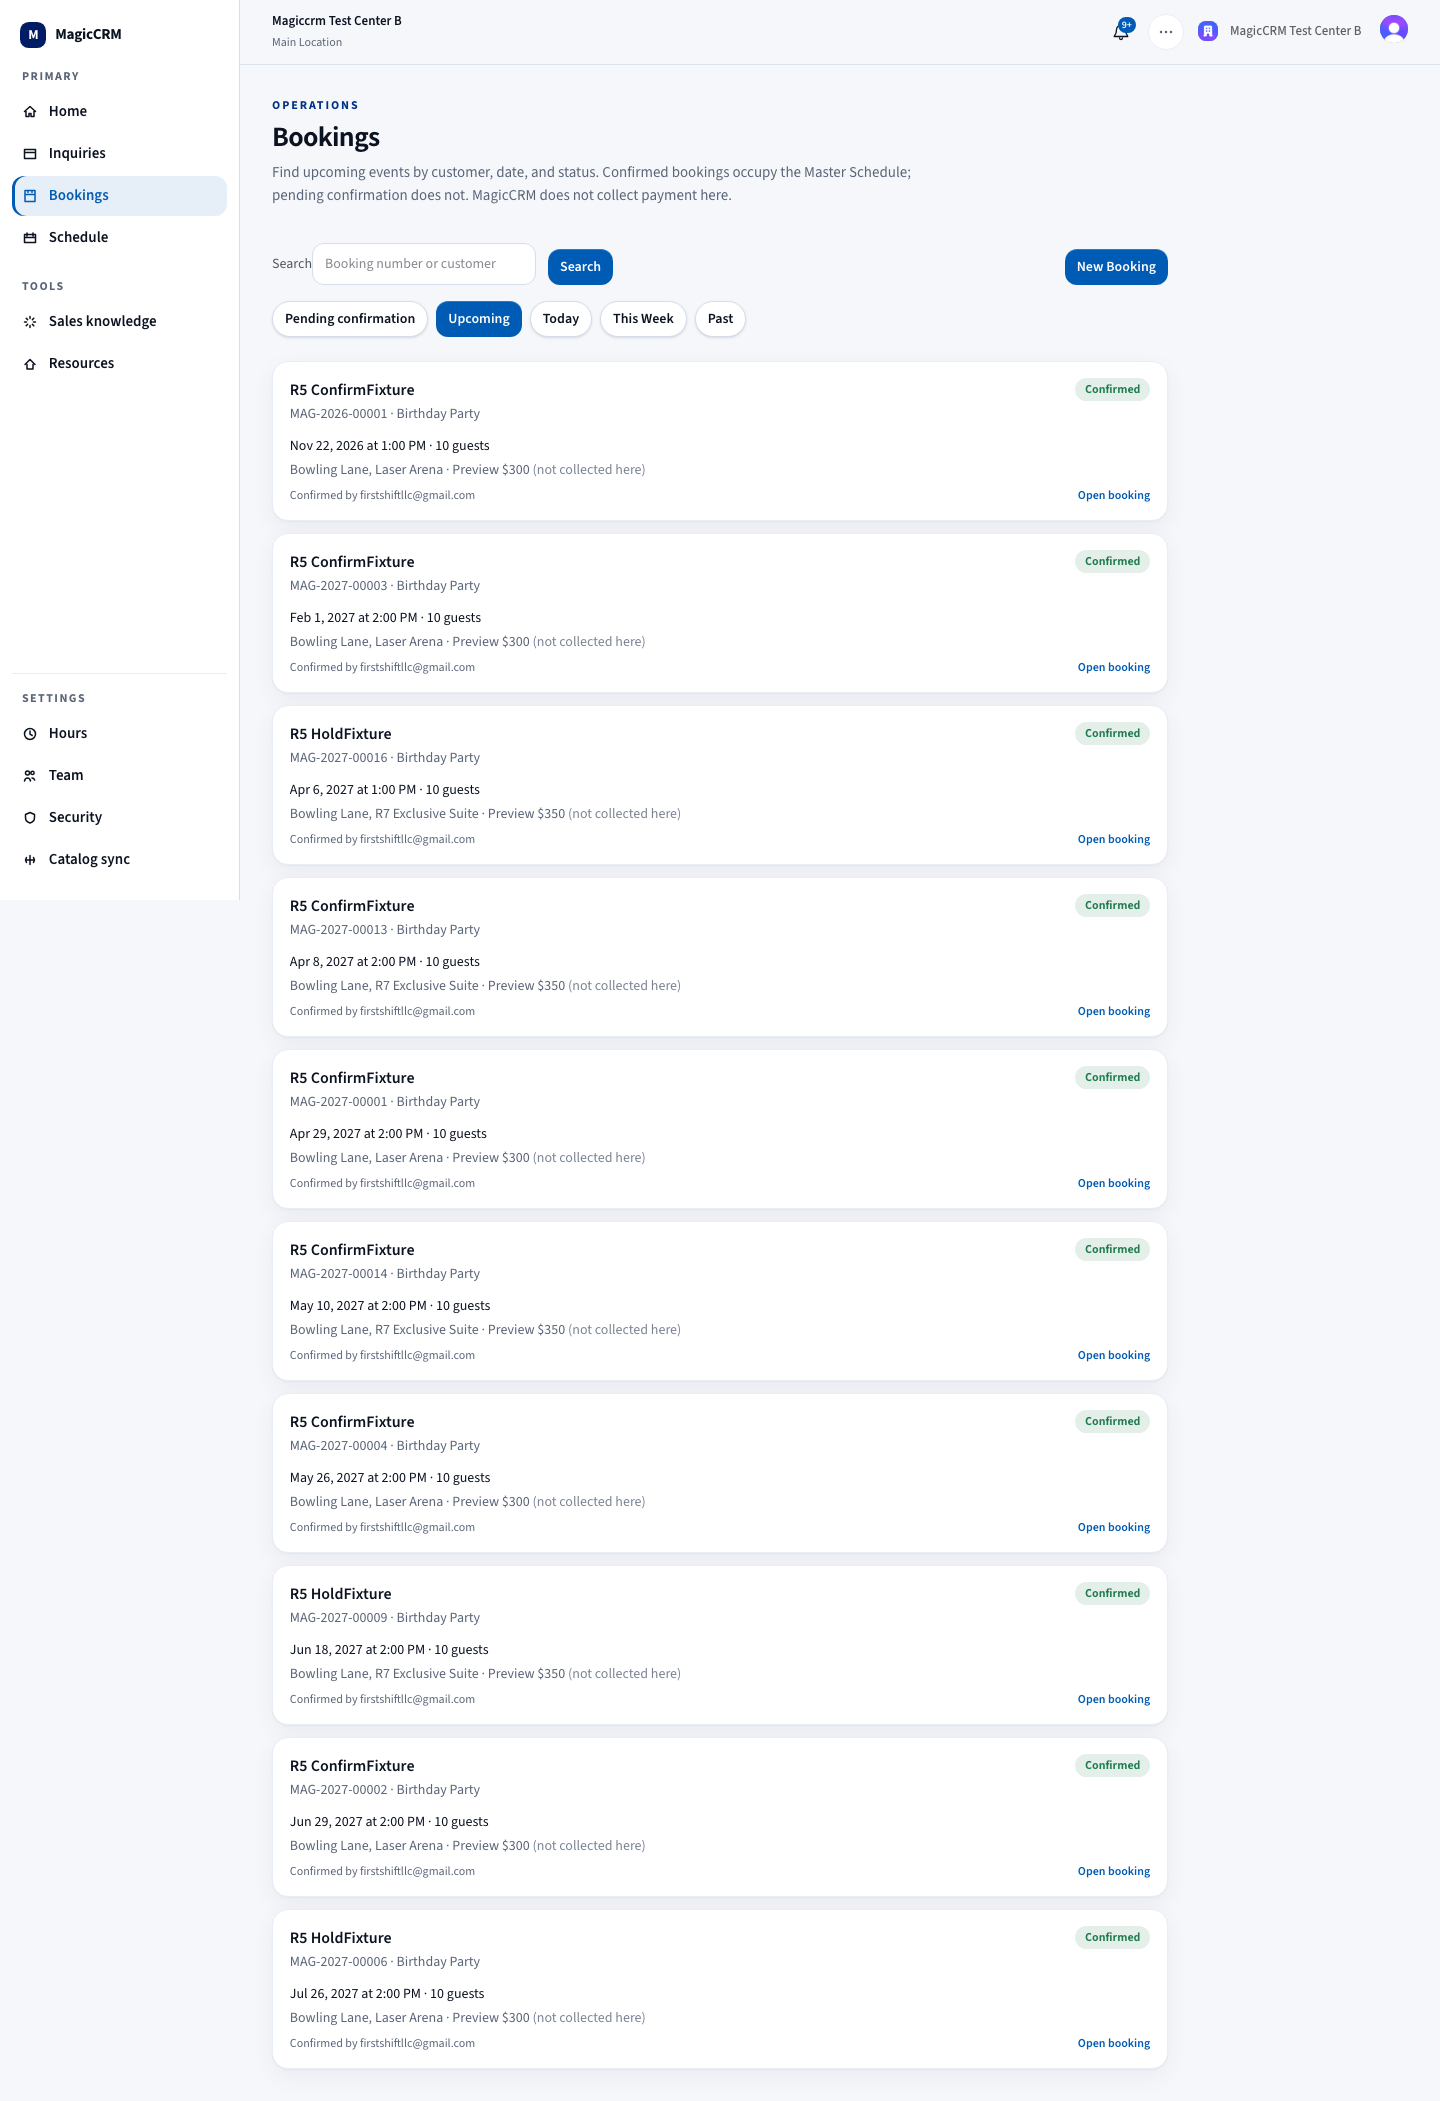 M MagicCRM
PRIMARY
Home
Inquiries
Bookings
Schedule
TOOLS
Sales knowledge
Resources
SETTINGS
Hours
Team
Security
Catalog sync
Magiccrm Test Center B
Main Location
9+
MagicCRM Test Center B
OPERATIONS
Bookings
Find upcoming events by customer, date, and status. Confirmed bookings occupy the Master Schedule;
pending confirmation does not. MagicCRM does not collect payment here.
Search Booking number or customer Search New Booking
Pending confirmation Upcoming Today This Week Past
R5 ConfirmFixture Confirmed
MAG-2026-00001 · Birthday Party
Nov 22, 2026 at 1:00 PM · 10 guests
Bowling Lane, Laser Arena · Preview $300 (not collected here)
Confirmed by firstshiftllc@gmail.com Open booking
R5 ConfirmFixture Confirmed
MAG-2027-00003 · Birthday Party
Feb 1, 2027 at 2:00 PM · 10 guests
Bowling Lane, Laser Arena · Preview $300 (not collected here)
Confirmed by firstshiftllc@gmail.com Open booking
R5 HoldFixture Confirmed
MAG-2027-00016 · Birthday Party
Apr 6, 2027 at 1:00 PM · 10 guests
Bowling Lane, R7 Exclusive Suite · Preview $350 (not collected here)
Confirmed by firstshiftllc@gmail.com Open booking
R5 ConfirmFixture Confirmed
MAG-2027-00013 · Birthday Party
Apr 8, 2027 at 2:00 PM · 10 guests
Bowling Lane, R7 Exclusive Suite · Preview $350 (not collected here)
Confirmed by firstshiftllc@gmail.com Open booking
R5 ConfirmFixture Confirmed
MAG-2027-00001 · Birthday Party
Apr 29, 2027 at 2:00 PM · 10 guests
Bowling Lane, Laser Arena · Preview $300 (not collected here)
Confirmed by firstshiftllc@gmail.com Open booking
R5 ConfirmFixture Confirmed
MAG-2027-00014 · Birthday Party
May 10, 2027 at 2:00 PM · 10 guests
Bowling Lane, R7 Exclusive Suite · Preview $350 (not collected here)
Confirmed by firstshiftllc@gmail.com Open booking
R5 ConfirmFixture Confirmed
MAG-2027-00004 · Birthday Party
May 26, 2027 at 2:00 PM · 10 guests
Bowling Lane, Laser Arena · Preview $300 (not collected here)
Confirmed by firstshiftllc@gmail.com Open booking
R5 HoldFixture Confirmed
MAG-2027-00009 · Birthday Party
Jun 18, 2027 at 2:00 PM · 10 guests
Bowling Lane, R7 Exclusive Suite · Preview $350 (not collected here)
Confirmed by firstshiftllc@gmail.com Open booking
R5 ConfirmFixture Confirmed
MAG-2027-00002 · Birthday Party
Jun 29, 2027 at 2:00 PM · 10 guests
Bowling Lane, Laser Arena · Preview $300 (not collected here)
Confirmed by firstshiftllc@gmail.com Open booking
R5 HoldFixture Confirmed
MAG-2027-00006 · Birthday Party
Jul 26, 2027 at 2:00 PM · 10 guests
Bowling Lane, Laser Arena · Preview $300 (not collected here)
Confirmed by firstshiftllc@gmail.com Open booking